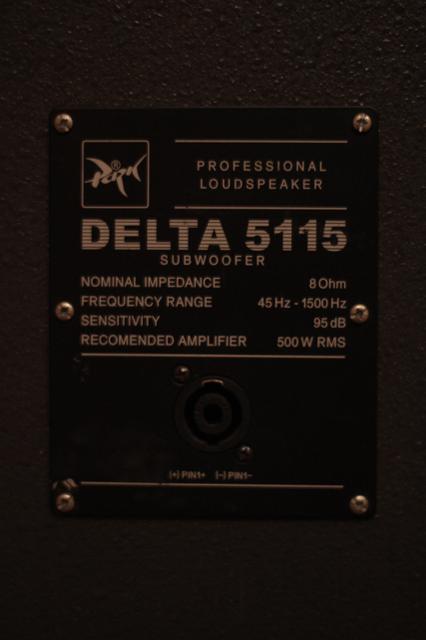 PARK ®
PROFESSIONAL
LOUDSPEAKER
DELTA 5115
SUBWOOFER
NOMINAL IMPEDANCE 8 Ohm
FREQUENCY RANGE 45 Hz - 1500 Hz
SENSITIVITY 95 dB
RECOMENDED AMPLIFIER 500 W RMS
(+) PIN1+ (-) PIN1-